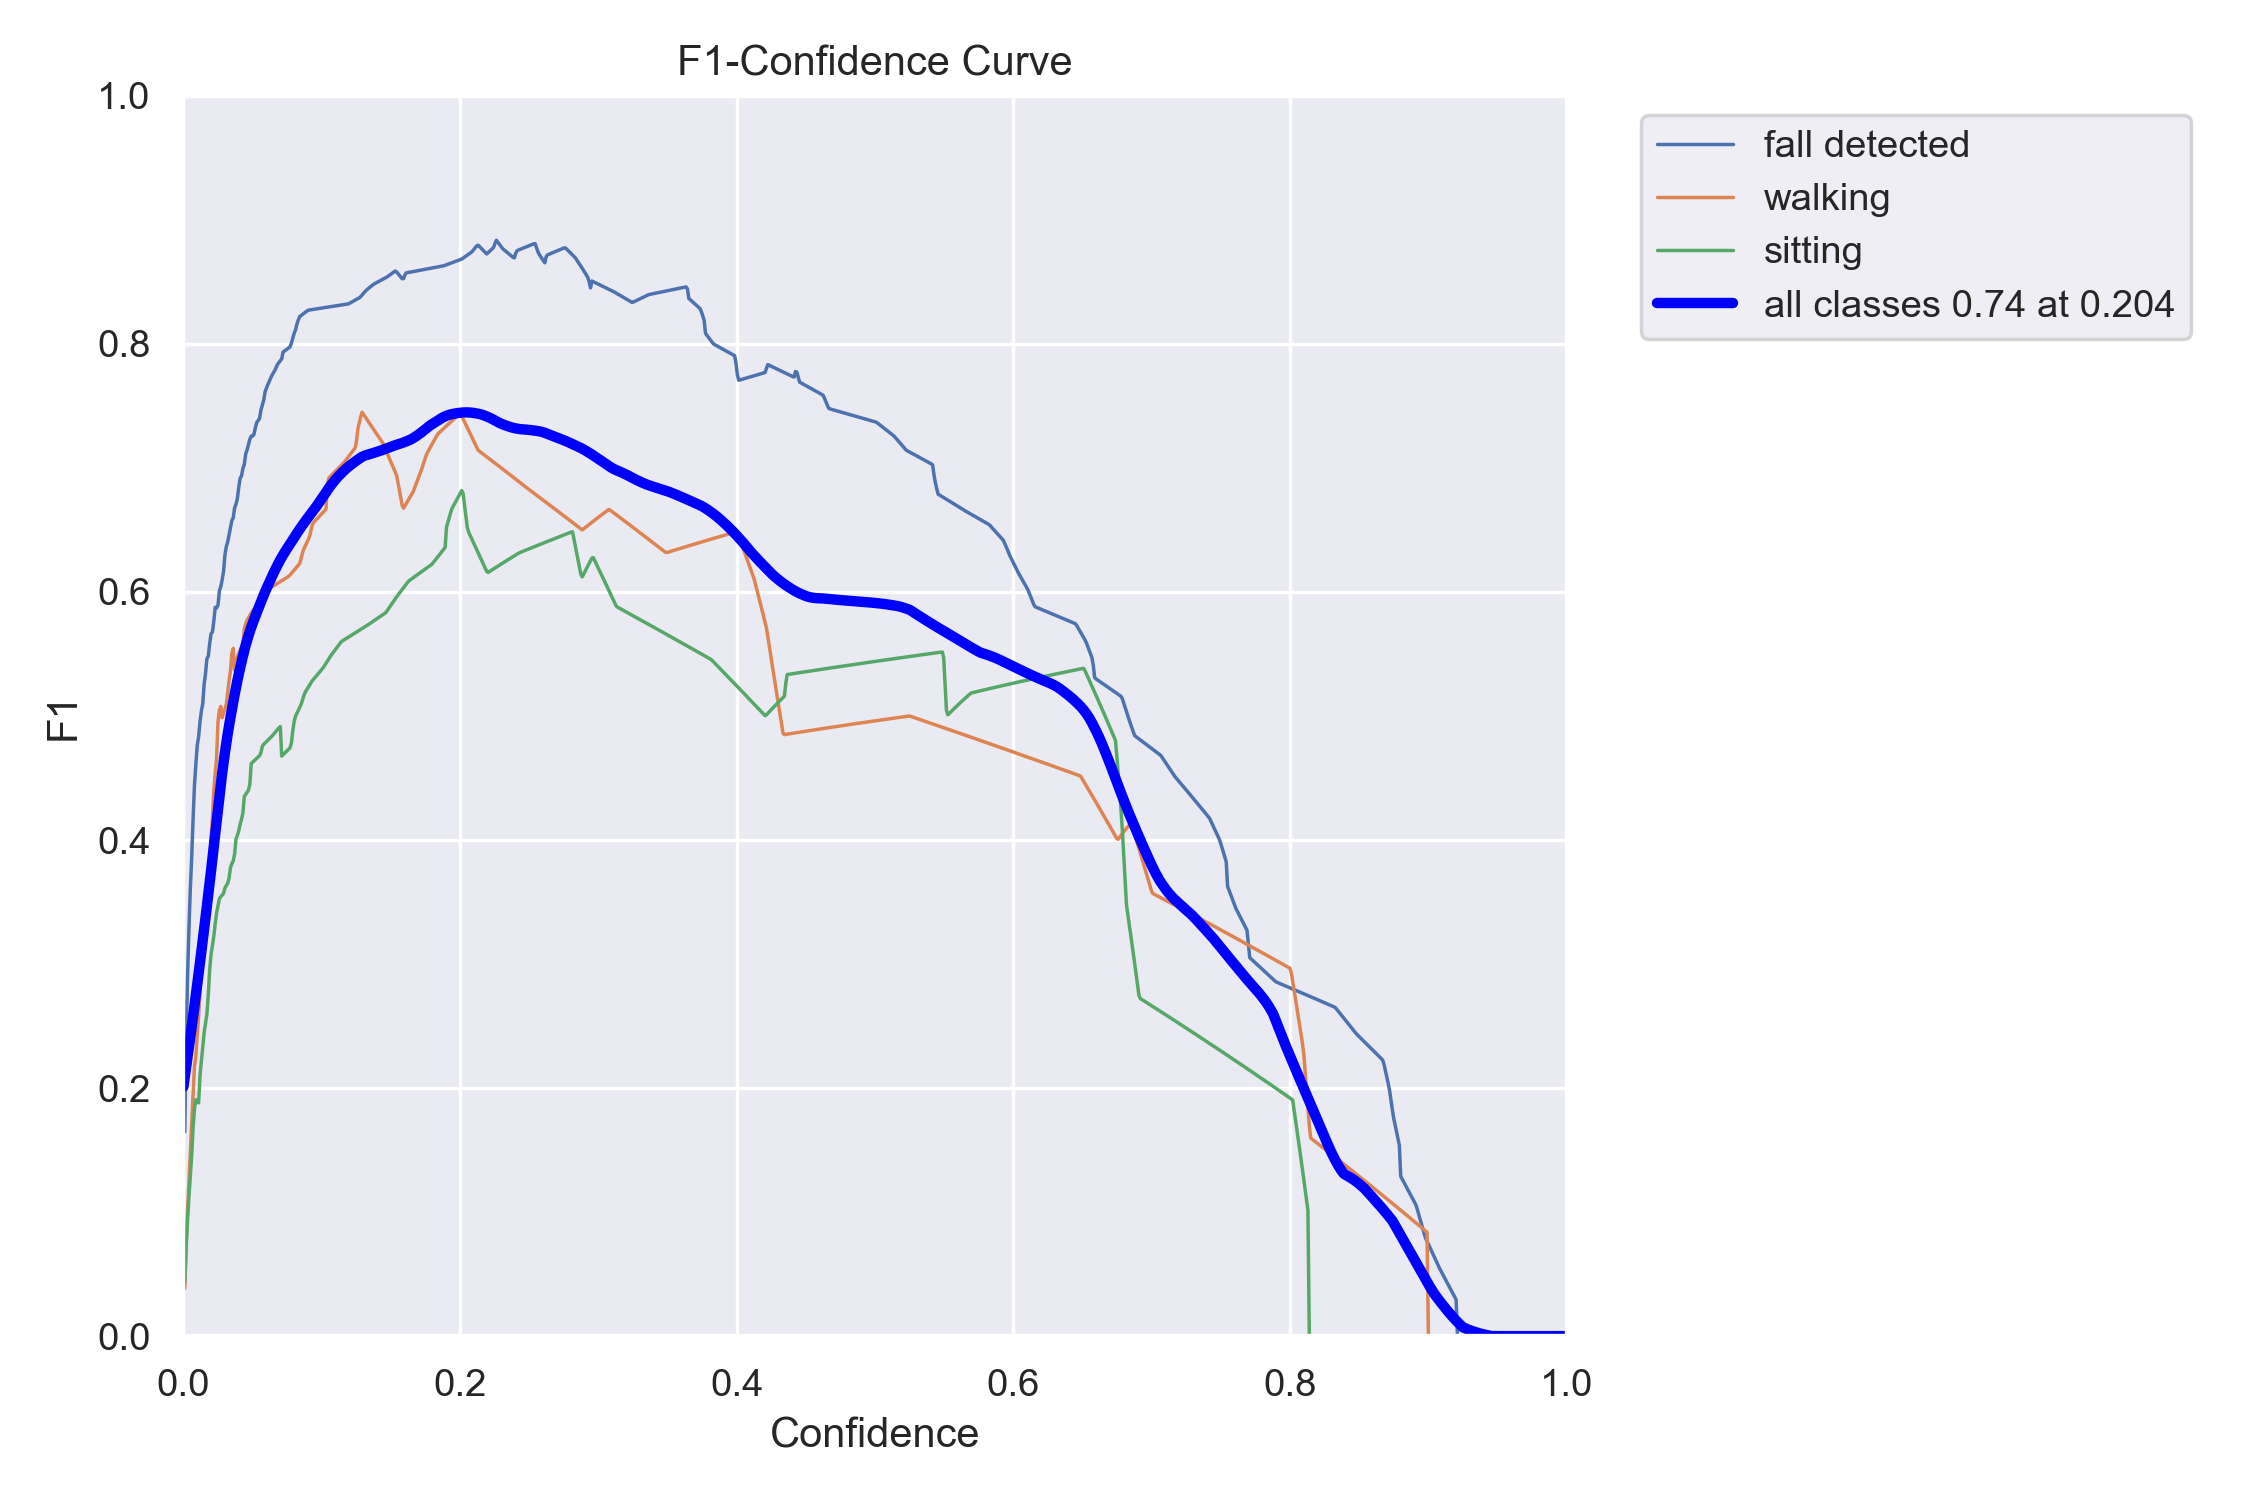 F1-Confidence Curve
1.0
0.8
0.6
0.4
0.2
0.0
F1
0.0 0.2 0.4 0.6 0.8 1.0
Confidence
fall detected
walking
sitting
all classes 0.74 at 0.204